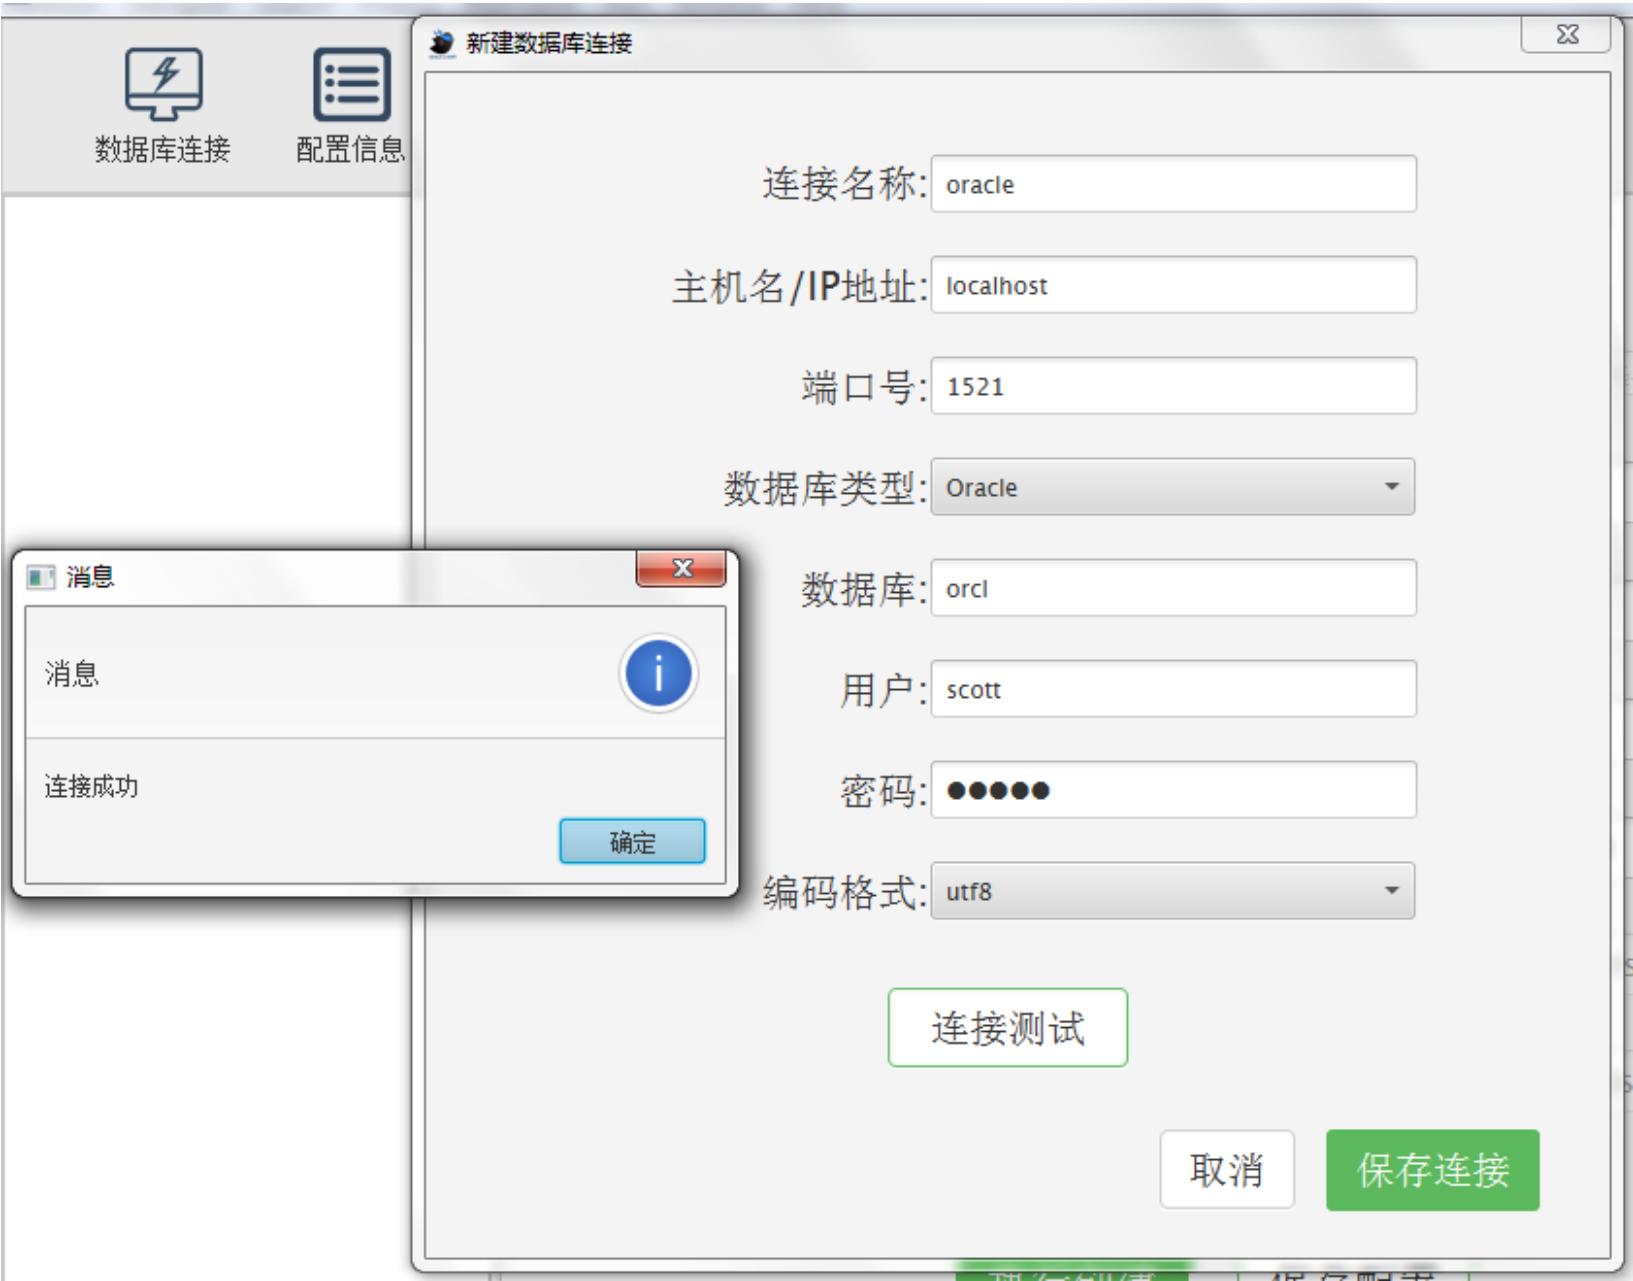 新建数据库连接
数据库连接
配置信息
连接名称: oracle
主机名/IP地址: localhost
端口号: 1521
数据库类型: Oracle
数据库: orcl
用户: scott
密码: ●●●●●
编码格式: utf8
连接测试
取消
保存连接
消息
消息
连接成功
确定